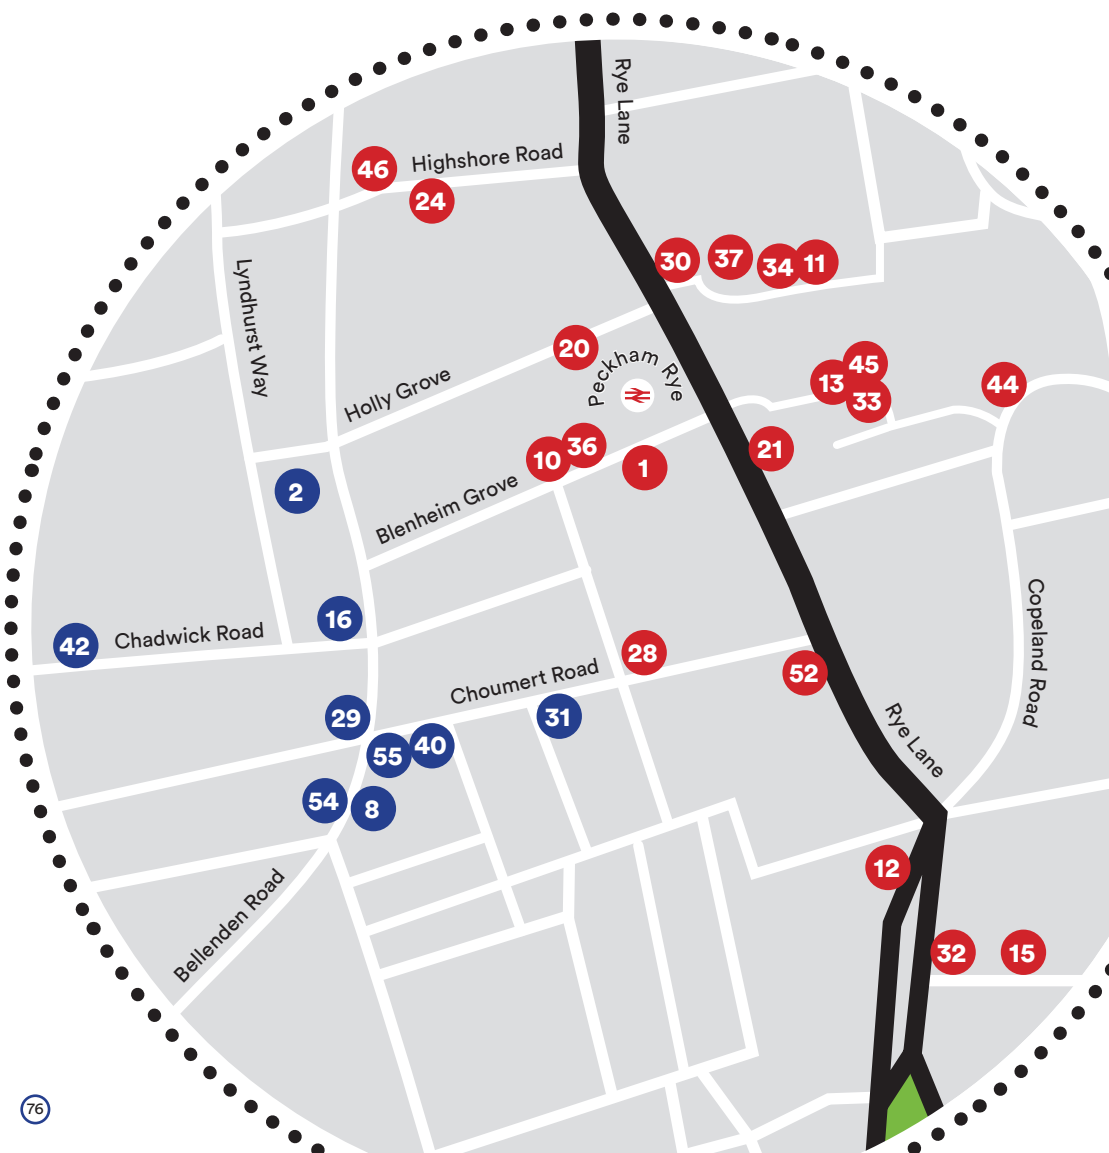 Rye Lane
Highshore Road
46
24
30
37
34
11
Lyndhurst Way
20
Peckham Rye
45
13
33
44
Holly Grove
21
10
36
1
2
Blenheim Grove
Copeland Road
16
42
Chadwick Road
28
52
Choumert Road
29
31
55
40
Rye Lane
54
8
12
Bellenden Road
32
15
76